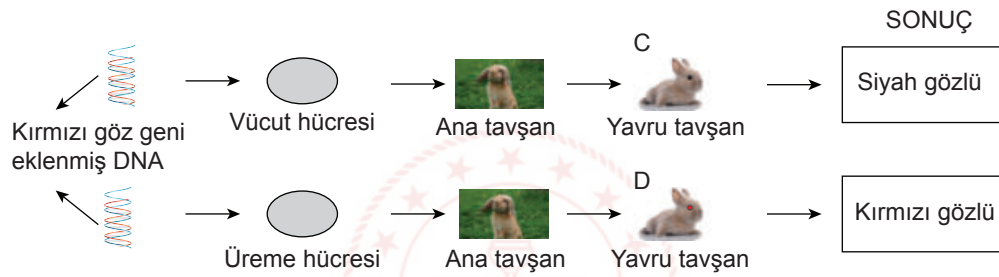 SONUÇ
C
Siyah gözlü
Vücut hücresi
Ana tavşan
Yavru tavşan
Kırmızı göz geni
eklenmiş DNA
D
Kırmızı gözlü
Üreme hücresi
Ana tavşan
Yavru tavşan